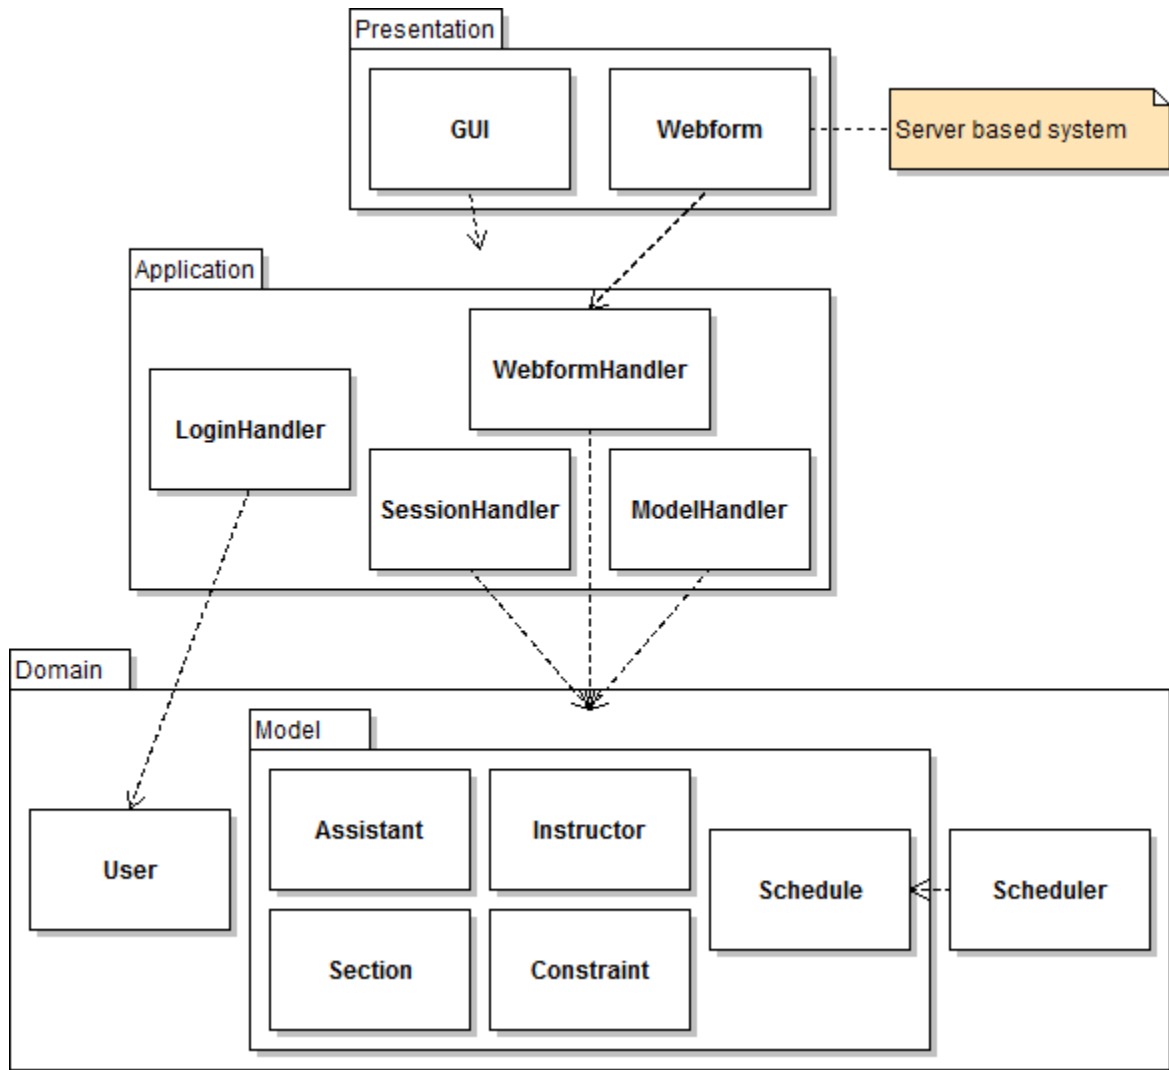 Presentation
GUI
Webform
Server based system
Application
WebformHandler
LoginHandler
SessionHandler
ModelHandler
Domain
Model
Assistant
Instructor
User
Schedule
Scheduler
Section
Constraint